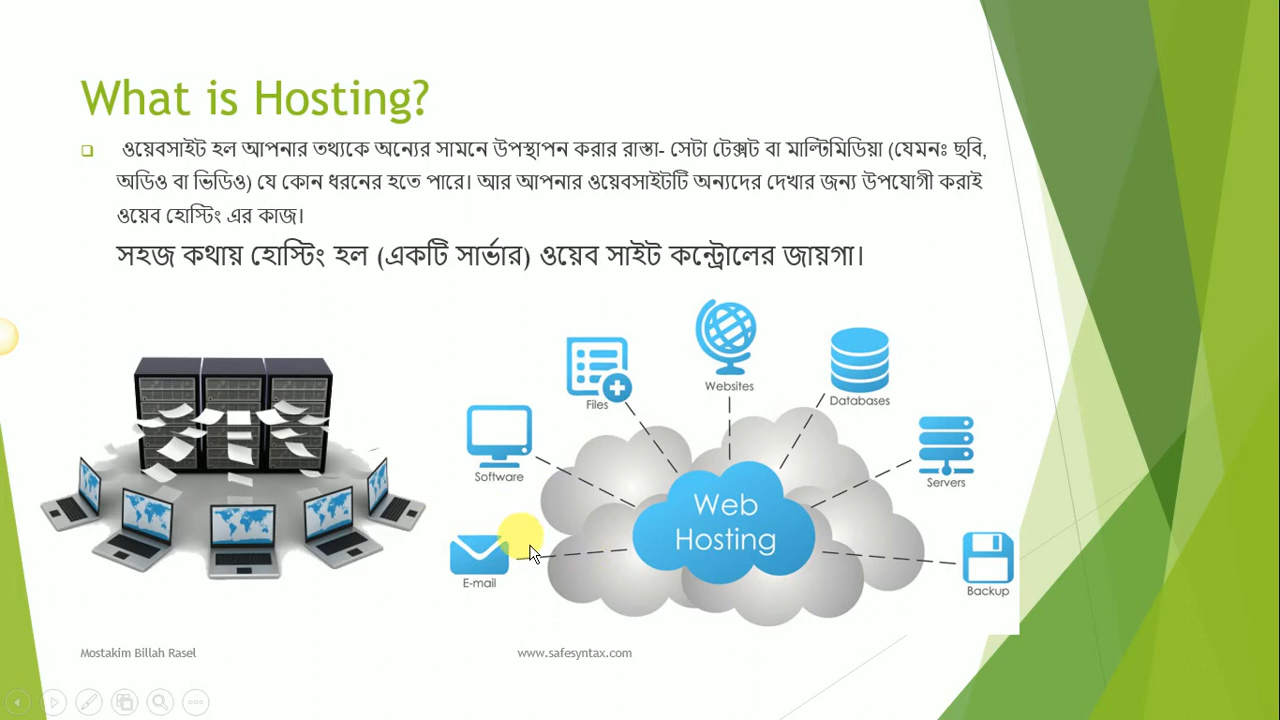 What is Hosting?
ওয়েবসাইট হল আপনার তথ্যকে অন্যের সামনে উপস্থাপন করার রাস্তা- সেটা টেক্সট বা মাল্টিমিডিয়া (যেমনঃ ছবি,
অডিও বা ভিডিও) যে কোন ধরনের হতে পারে। আর আপনার ওয়েবসাইটটি অন্যদের দেখার জন্য উপযোগী করাই
ওয়েব হোস্টিং এর কাজ।
সহজ কথায় হোস্টিং হল (একটি সার্ভার) ওয়েব সাইট কন্ট্রোলের জায়গা।
Websites
Files
Databases
Software
Servers
Web
Hosting
E-mail
Backup
Mostakim Billah Rasel
www.safesyntax.com